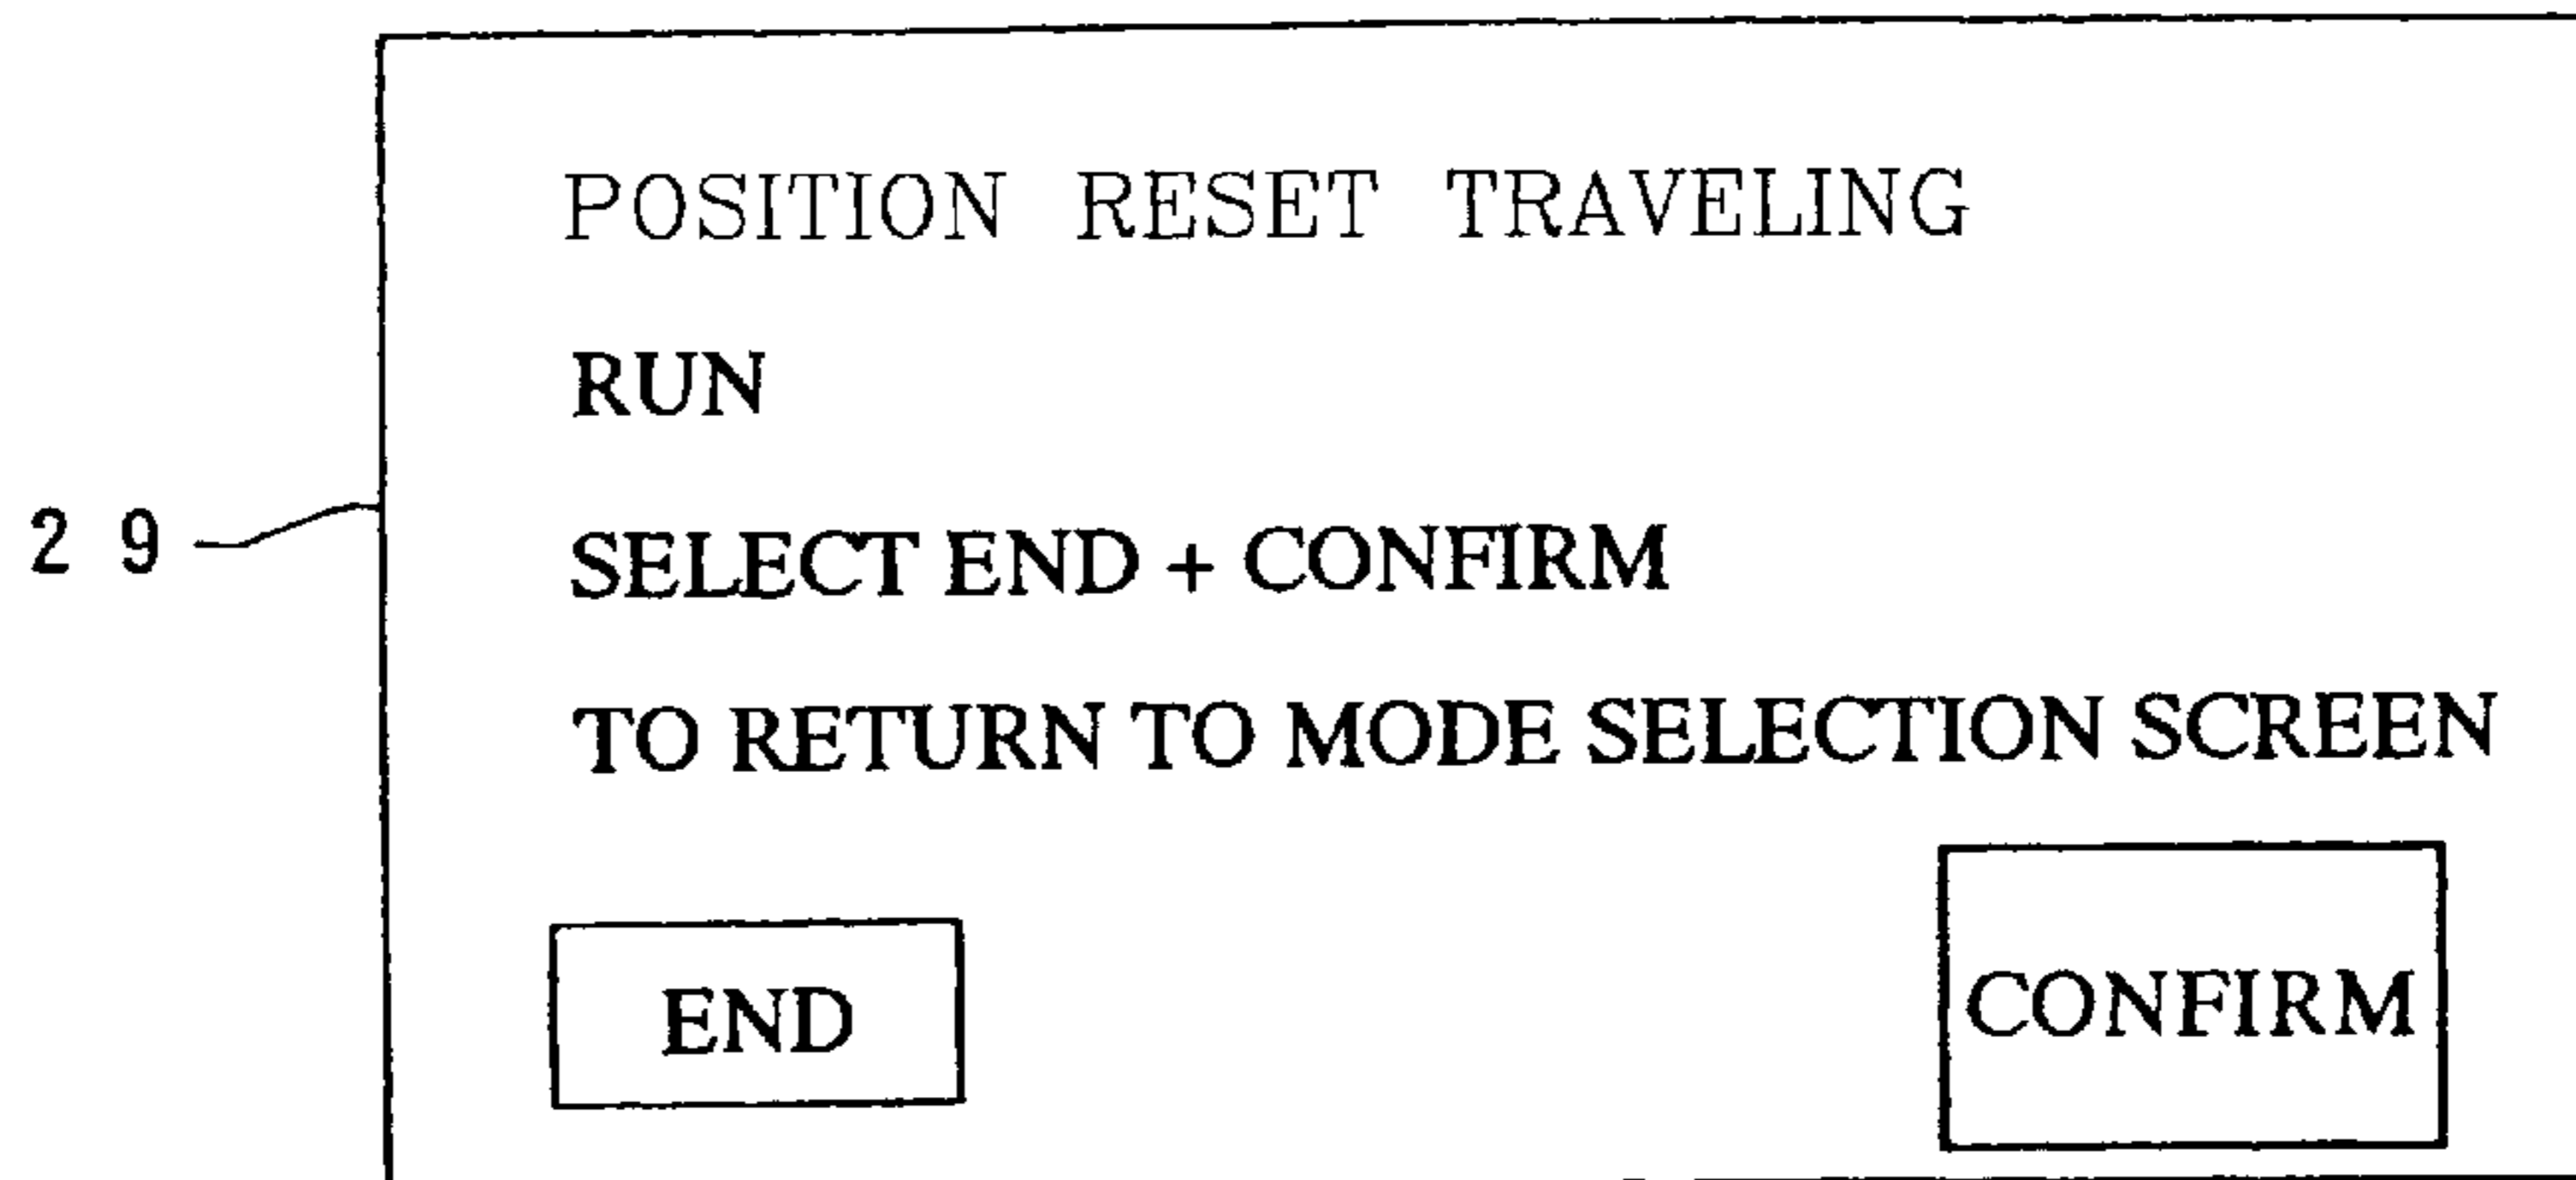 POSITION RESET TRAVELING
RUN
29
SELECT END + CONFIRM
TO RETURN TO MODE SELECTION SCREEN
END
CONFIRM